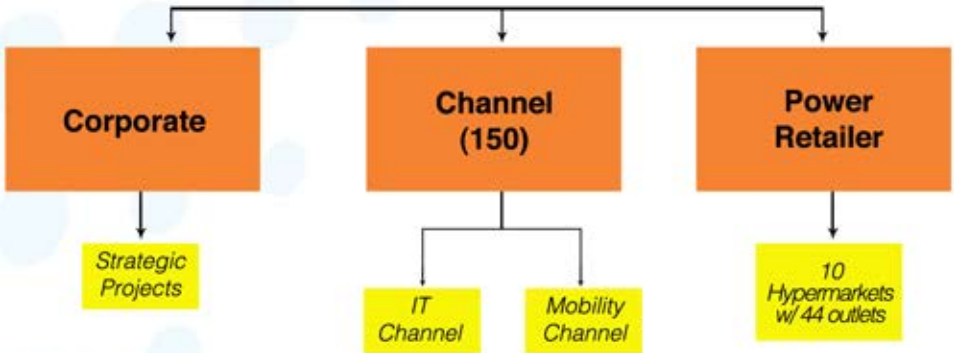 Corporate
Channel
(150)
Power
Retailer
Strategic
Projects
IT
Channel
Mobility
Channel
10
Hypermarkets
w/ 44 outlets